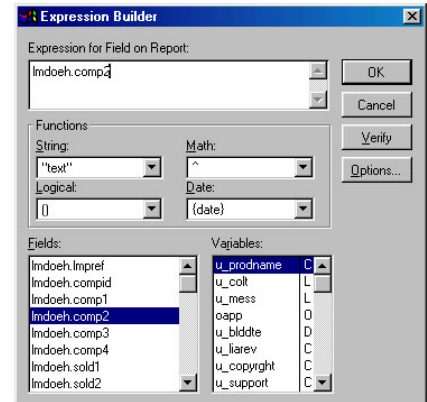 Expression Builder
Expression for Field on Report:
lmdoeh.comp2
OK
Cancel
Verify
Options...
Functions
String:
Math:
"text"
^
Logical:
Date:
()
{date}
Fields:
Variables:
lmdoeh.lmpref
lmdoeh.compid
lmdoeh.comp1
lmdoeh.comp2
lmdoeh.comp3
lmdoeh.comp4
lmdoeh.sold1
lmdoeh.sold2
u_prodname C
u_colt L
u_mess L
oapp O
u_blddte D
u_liarev C
u_copyrght C
u_support C